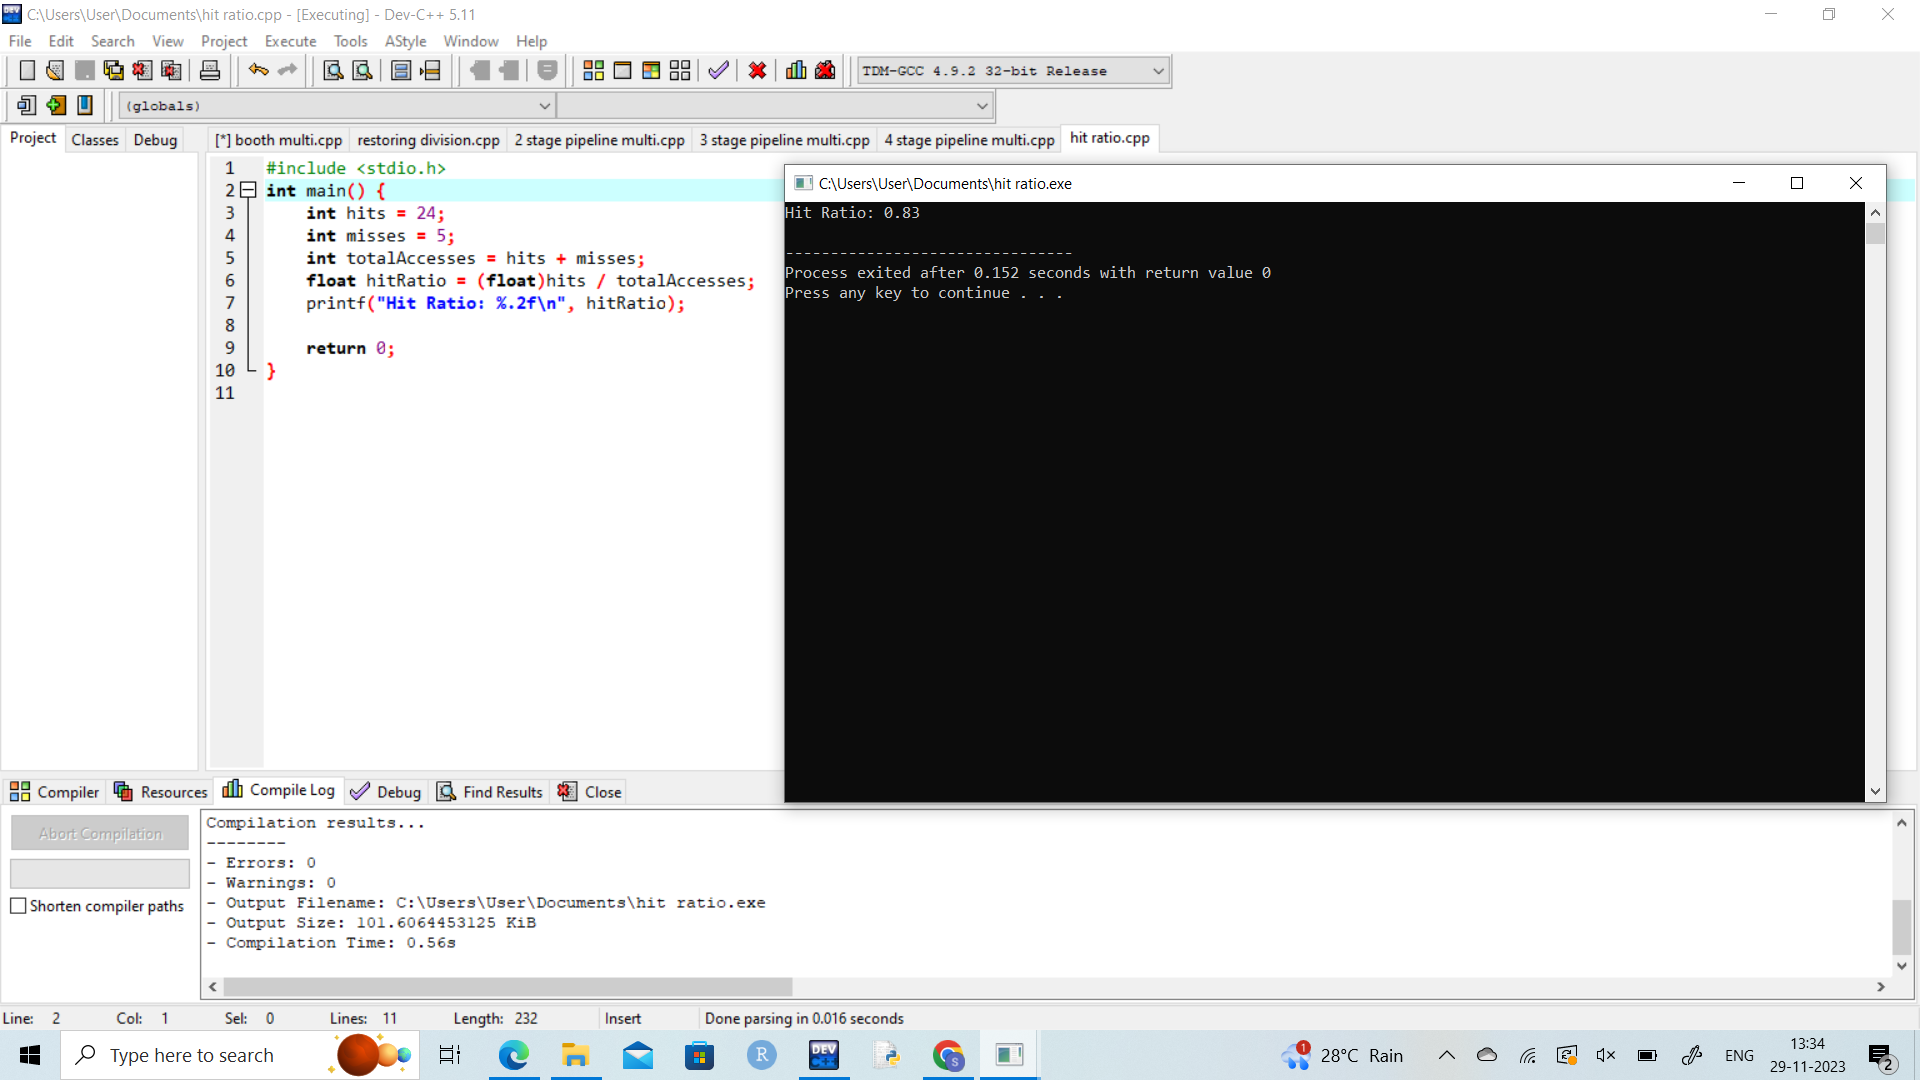 C:\Users\User\Documents\hit ratio.cpp - [Executing] - Dev-C++ 5.11
File Edit Search View Project Execute Tools AStyle Window Help
TDM-GCC 4.9.2 32-bit Release
(globals)
Project Classes Debug
[*] booth multi.cpp restoring division.cpp 2 stage pipeline multi.cpp 3 stage pipeline multi.cpp 4 stage pipeline multi.cpp hit ratio.cpp
1 #include <stdio.h>
2 int main() {
3 int hits = 24;
4 int misses = 5;
5 int totalAccesses = hits + misses;
6 float hitRatio = (float)hits / totalAccesses;
7 printf("Hit Ratio: %.2f\n", hitRatio);
8
9 return 0;
10 }
11
C:\Users\User\Documents\hit ratio.exe
Hit Ratio: 0.83
--------------------------------
Process exited after 0.152 seconds with return value 0
Press any key to continue . . .
Compiler Resources Compile Log Debug Find Results Close
Abort Compilation
Shorten compiler paths
Compilation results...
--------
- Errors: 0
- Warnings: 0
- Output Filename: C:\Users\User\Documents\hit ratio.exe
- Output Size: 101.6064453125 KiB
- Compilation Time: 0.56s
Line: 2 Col: 1 Sel: 0 Lines: 11 Length: 232 Insert Done parsing in 0.016 seconds
Type here to search
R
DEV C++
S
1
28°C Rain
ENG
13:34
29-11-2023
2